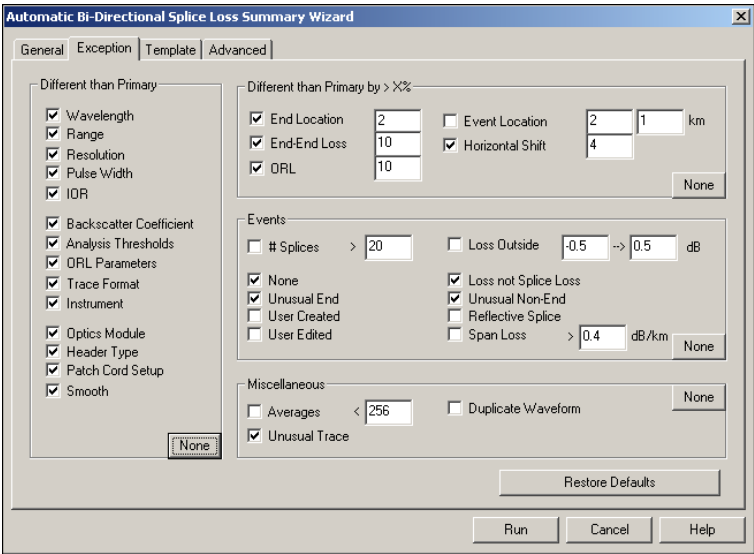 Automatic Bi-Directional Splice Loss Summary Wizard
General Exception Template Advanced
Different than Primary
Wavelength
Range
Resolution
Pulse Width
IOR
Backscatter Coefficient
Analysis Thresholds
ORL Parameters
Trace Format
Instrument
Optics Module
Header Type
Patch Cord Setup
Smooth
None
Different than Primary by > X%
End Location 2 Event Location 2 1 km
End-End Loss 10 Horizontal Shift 4
ORL 10
None
Events
# Splices > 20 Loss Outside -0.5 --> 0.5 dB
None Loss not Splice Loss
Unusual End Unusual Non-End
User Created Reflective Splice
User Edited Span Loss > 0.4 dB/km
None
Miscellaneous
None
Averages < 256 Duplicate Waveform
Unusual Trace
Restore Defaults
Run Cancel Help